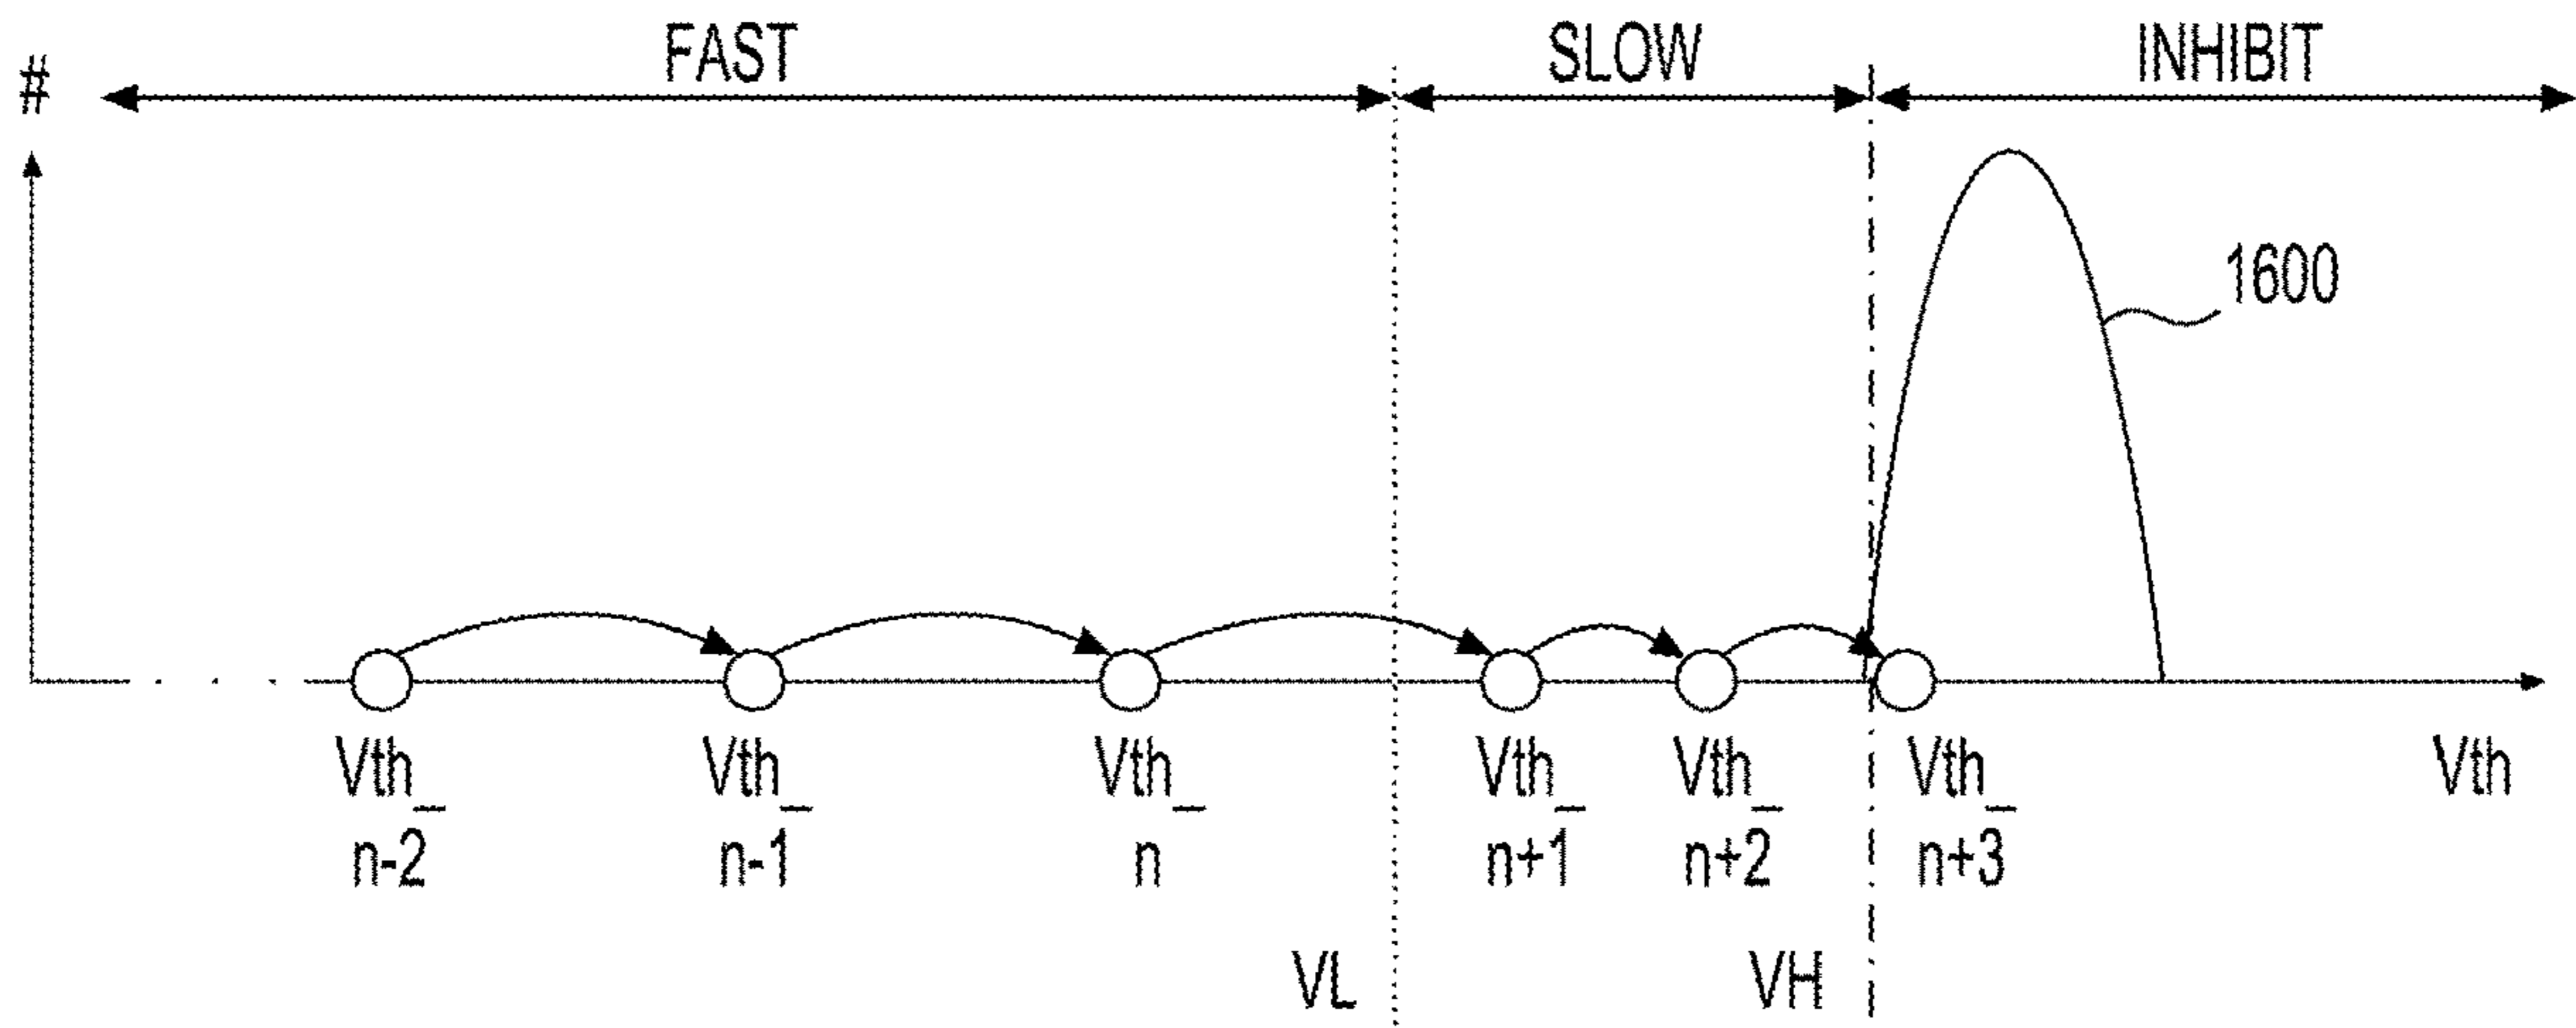 FAST SLOW INHIBIT
#
1600
Vth_ Vth_ Vth_ Vth_ Vth_ Vth_ Vth
n-2 n-1 n n+1 n+2 n+3
VL VH